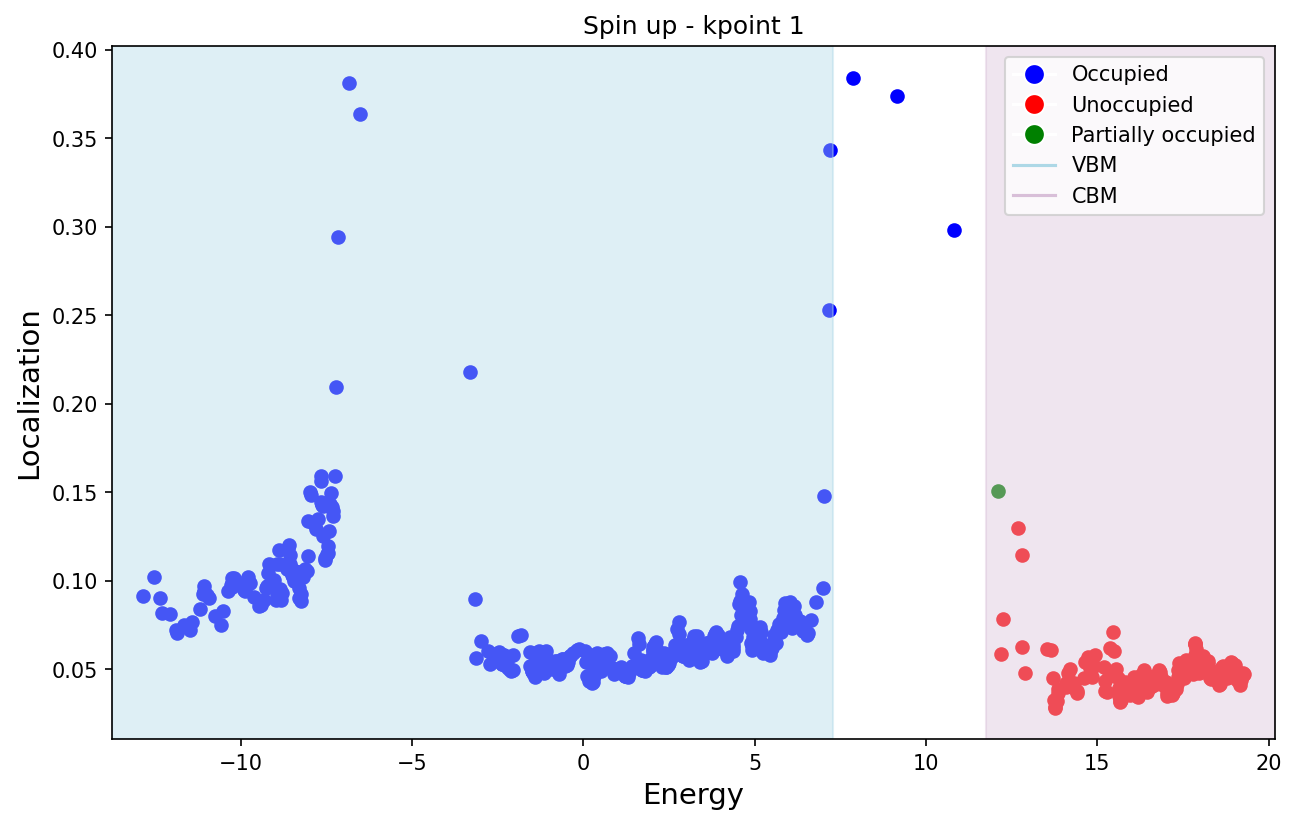 Spin up - kpoint 1
0.40
0.35
0.30
0.25
0.20
0.15
0.10
0.05
Localization
Occupied
Unoccupied
Partially occupied
VBM
CBM
−10
−5
0
5
10
15
20
Energy